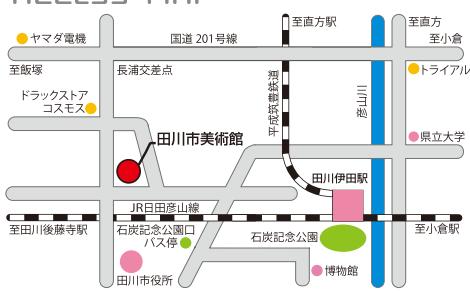 ACCESS MAP
ヤマダ電機
国道 201号線
至直方駅
至直方
至小倉
至飯塚
長浦交差点
トライアル
ドラックストア
コスモス
平成筑豊鉄道
彦山川
県立大学
田川市美術館
田川伊田駅
JR日田彦山線
至田川後藤寺駅
石炭記念公園口
バス停
石炭記念公園
至小倉駅
田川市役所
博物館